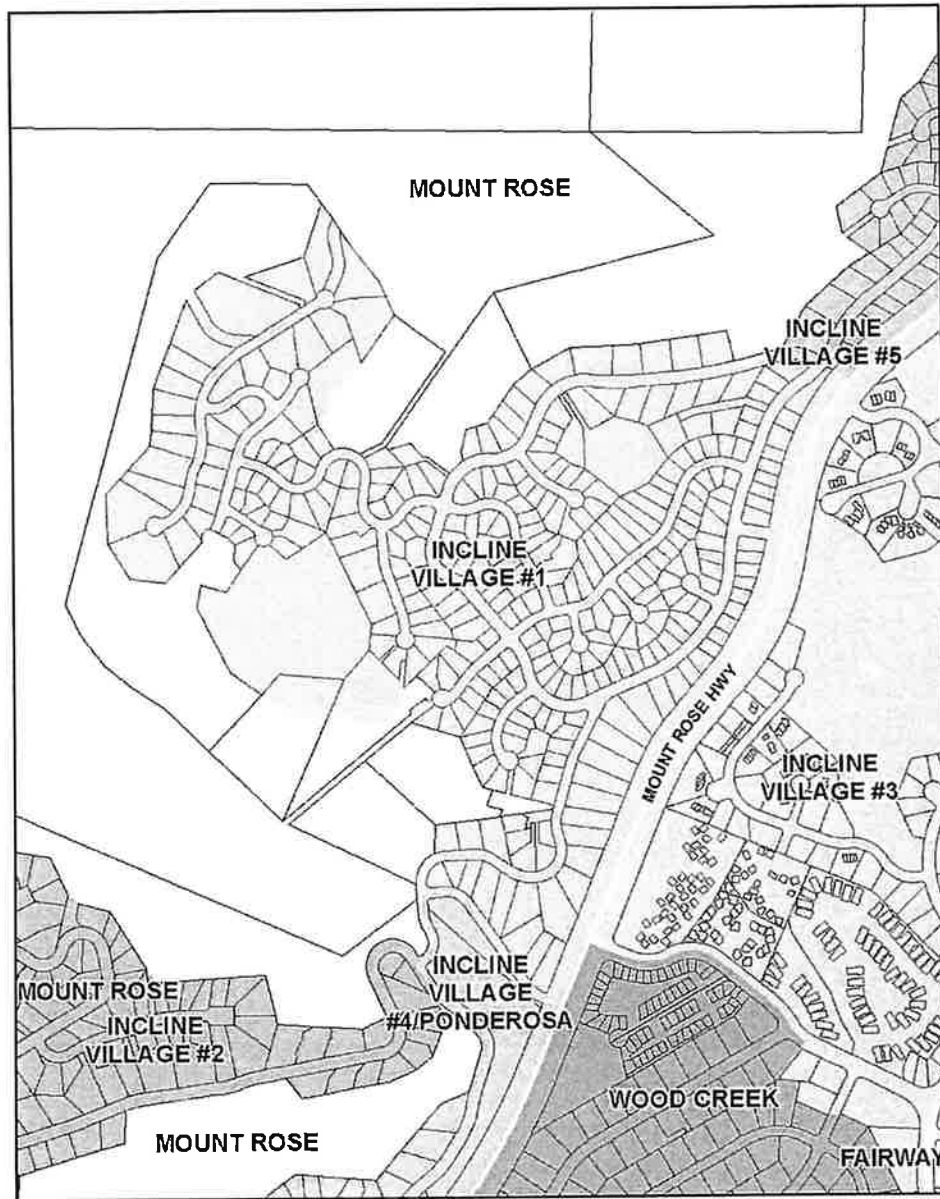 MOUNT ROSE
INCLINE
VILLAGE #5
INCLINE
VILLAGE #1
MOUNT ROSE HWY
INCLINE
VILLAGE #3
INCLINE
VILLAGE
#4/PONDEROSA
MOUNT ROSE
INCLINE
VILLAGE #2
WOOD CREEK
MOUNT ROSE
FAIRWAY